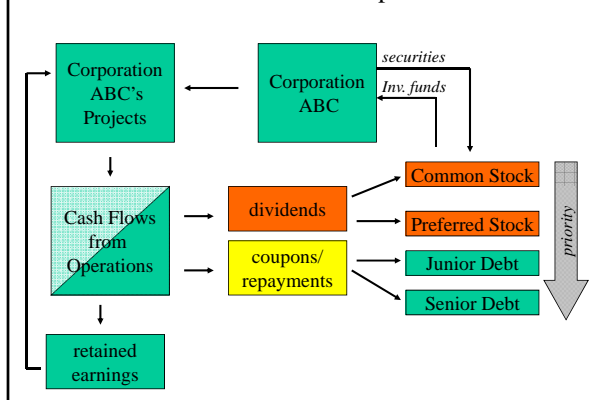 Corporation
ABC's
Projects
Corporation
ABC
securities
Inv. funds
Cash Flows
from
Operations
dividends
coupons/
repayments
Common Stock
Preferred Stock
Junior Debt
Senior Debt
priority
retained
earnings